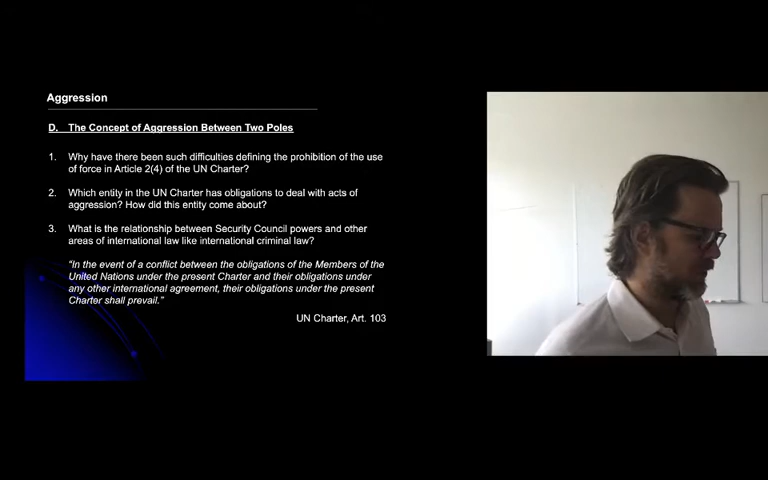 Aggression
D. The Concept of Aggression Between Two Poles
1. Why have there been such difficulties defining the prohibition of the use
of force in Article 2(4) of the UN Charter?
2. Which entity in the UN Charter has obligations to deal with acts of
aggression? How did this entity come about?
3. What is the relationship between Security Council powers and other
areas of international law like international criminal law?
"In the event of a conflict between the obligations of the Members of the
United Nations under the present Charter and their obligations under
any other international agreement, their obligations under the present
Charter shall prevail."
UN Charter, Art. 103